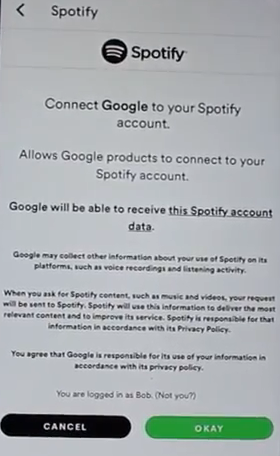 Spotify
Spotify
Connect Google to your Spotify
account.
Allows Google products to connect to your
Spotify account.
Google will be able to receive this Spotify account
data.
Google may collect other information about your use of Spotify on its
platforms, such as voice recordings and listening activity.
When you ask for Spotify content, such as music and videos, your request
will be sent to Spotify. Spotify will use this information to deliver the most
relevant content and to improve its service. Spotify is responsible for that
information in accordance with its Privacy Policy.
You agree that Google is responsible for its use of your information in
accordance with its privacy policy.
You are logged in as Bob. (Not you?)
CANCEL
OKAY